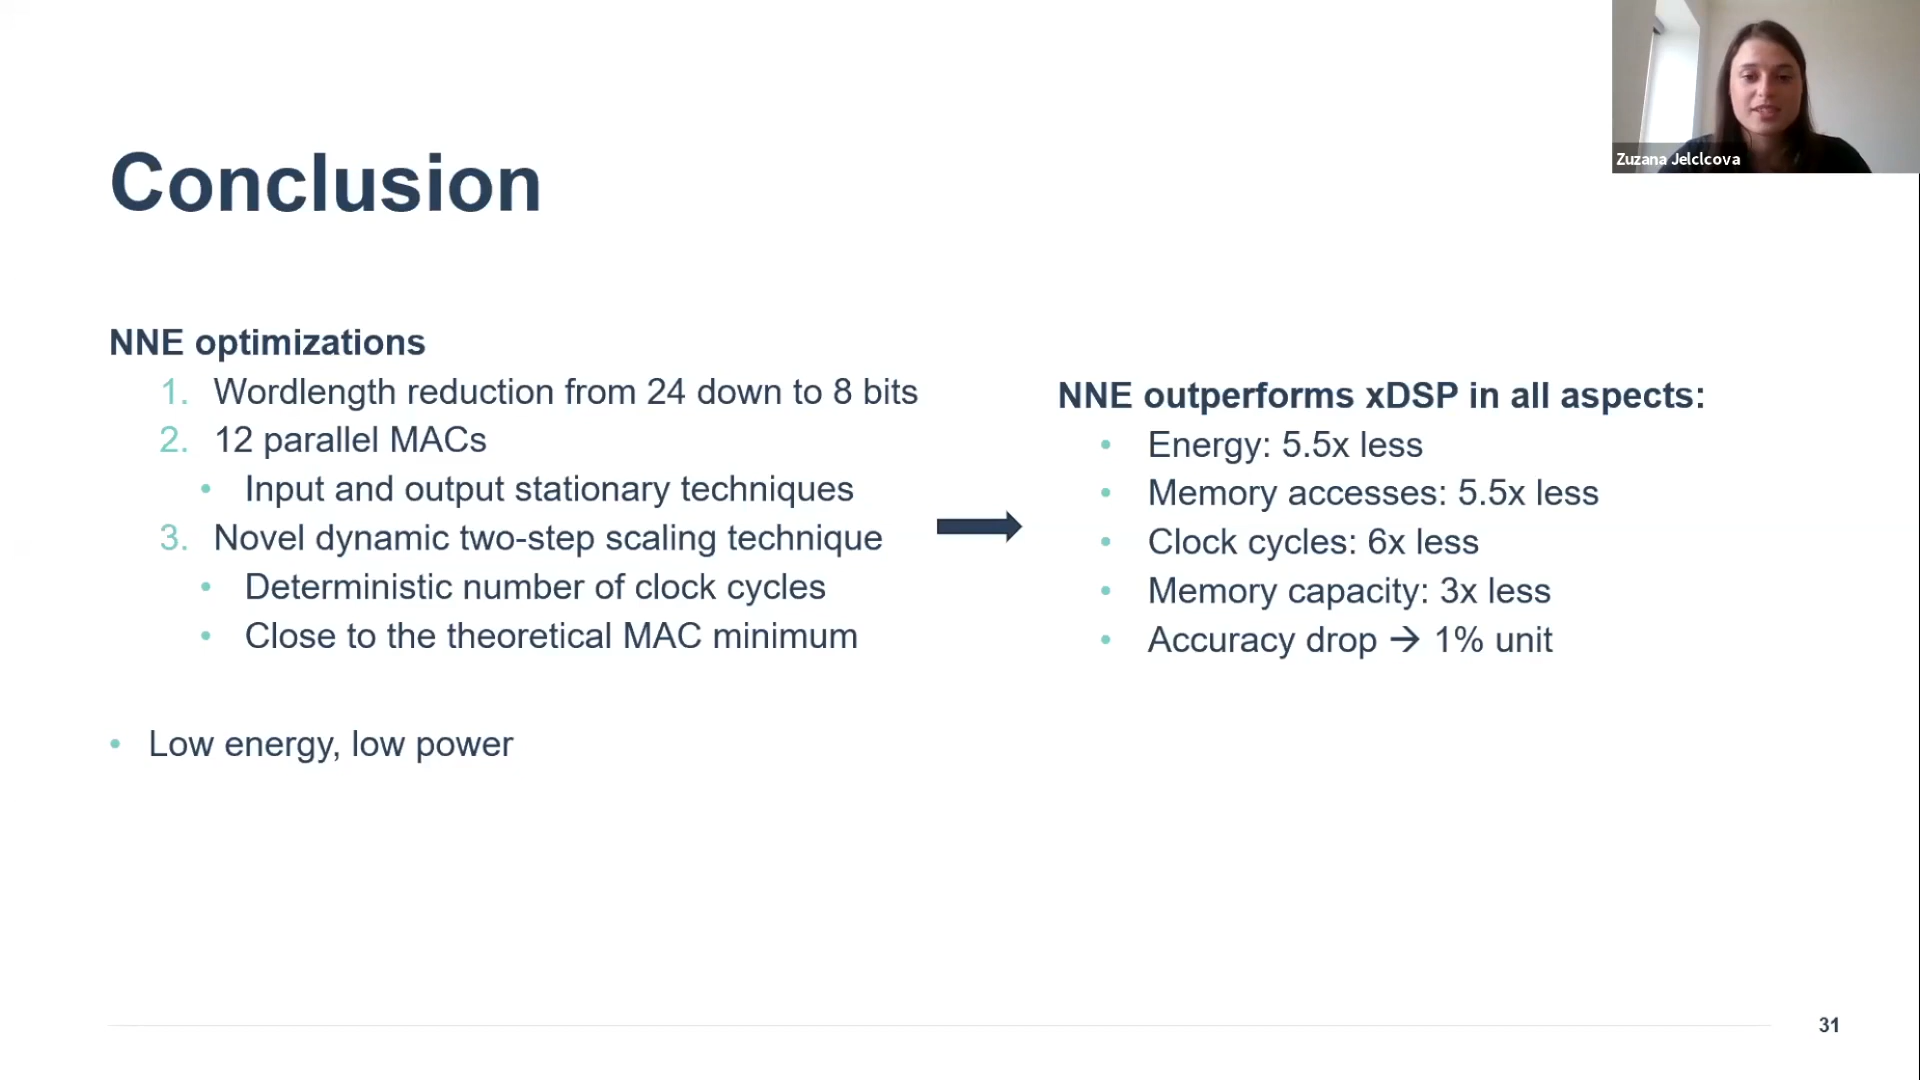 Zuzana Jelclcova
Conclusion
NNE optimizations
1. Wordlength reduction from 24 down to 8 bits
2. 12 parallel MACs
• Input and output stationary techniques
3. Novel dynamic two-step scaling technique
• Deterministic number of clock cycles
• Close to the theoretical MAC minimum
• Low energy, low power
NNE outperforms xDSP in all aspects:
• Energy: 5.5x less
• Memory accesses: 5.5x less
• Clock cycles: 6x less
• Memory capacity: 3x less
• Accuracy drop → 1% unit
31